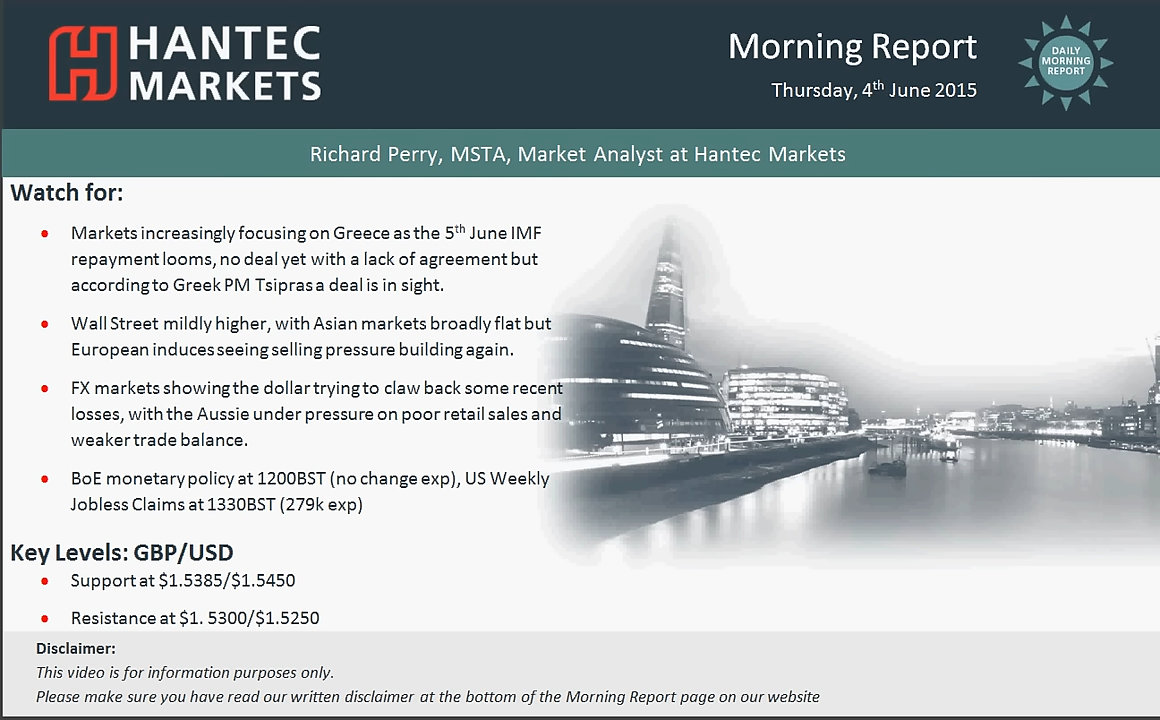 HANTEC
MARKETS
Morning Report
Thursday, 4th June 2015
DAILY
MORNING
REPORT
Richard Perry, MSTA, Market Analyst at Hantec Markets
Watch for:
Markets increasingly focusing on Greece as the 5th June IMF
repayment looms, no deal yet with a lack of agreement but
according to Greek PM Tsipras a deal is in sight.
Wall Street mildly higher, with Asian markets broadly flat but
European induces seeing selling pressure building again.
FX markets showing the dollar trying to claw back some recent
losses, with the Aussie under pressure on poor retail sales and
weaker trade balance.
BoE monetary policy at 1200BST (no change exp), US Weekly
Jobless Claims at 1330BST (279k exp)
Key Levels: GBP/USD
Support at $1.5385/$1.5450
Resistance at $1. 5300/$1.5250
Disclaimer:
This video is for information purposes only.
Please make sure you have read our written disclaimer at the bottom of the Morning Report page on our website